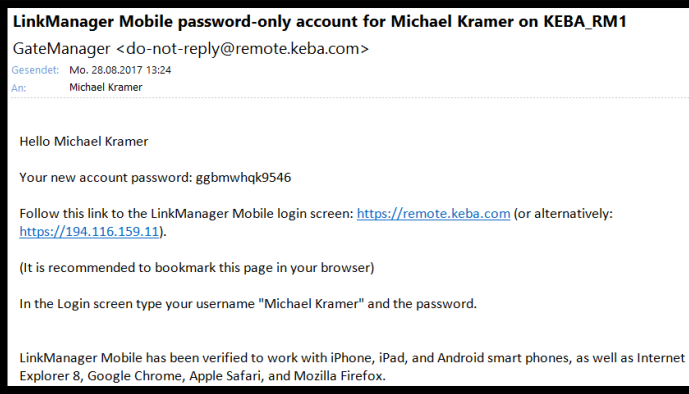 LinkManager Mobile password-only account for Michael Kramer on KEBA_RM1
GateManager <do-not-reply@remote.keba.com>
Gesendet: Mo. 28.08.2017 13:24
An: Michael Kramer
Hello Michael Kramer
Your new account password: ggbmwhqk9546
Follow this link to the LinkManager Mobile login screen: https://remote.keba.com (or alternatively:
https://194.116.159.11).
(It is recommended to bookmark this page in your browser)
In the Login screen type your username "Michael Kramer" and the password.
LinkManager Mobile has been verified to work with iPhone, iPad, and Android smart phones, as well as Internet
Explorer 8, Google Chrome, Apple Safari, and Mozilla Firefox.